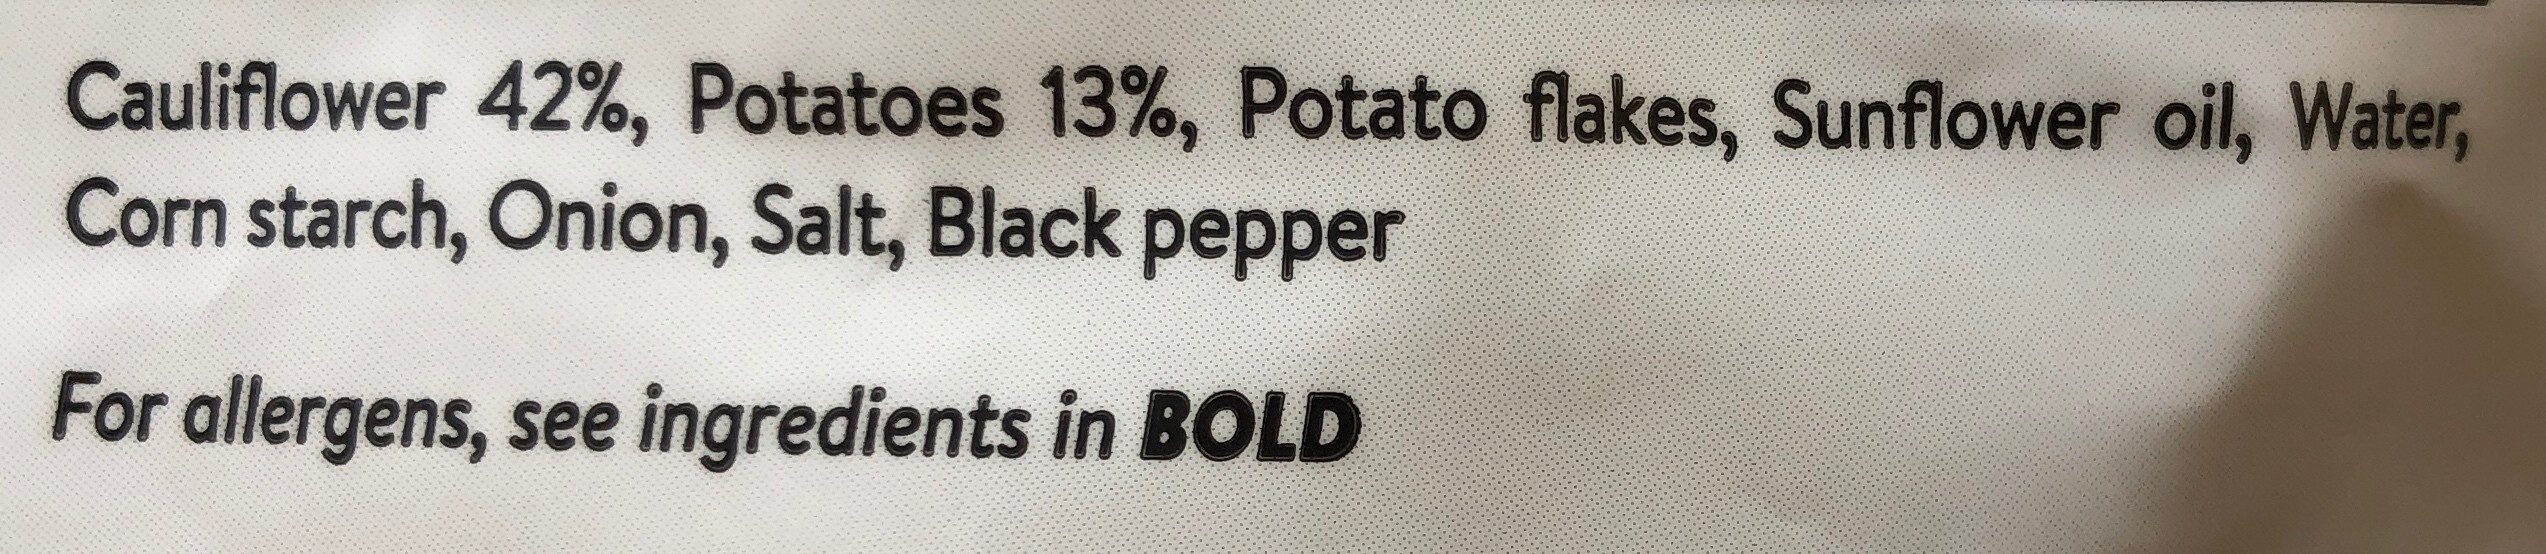 Cauliflower 42%, Potatoes 13%, Potato flakes, Sunflower oil, Water,
Corn starch, Onion, Salt, Black pepper
For allergens, see ingredients in BOLD